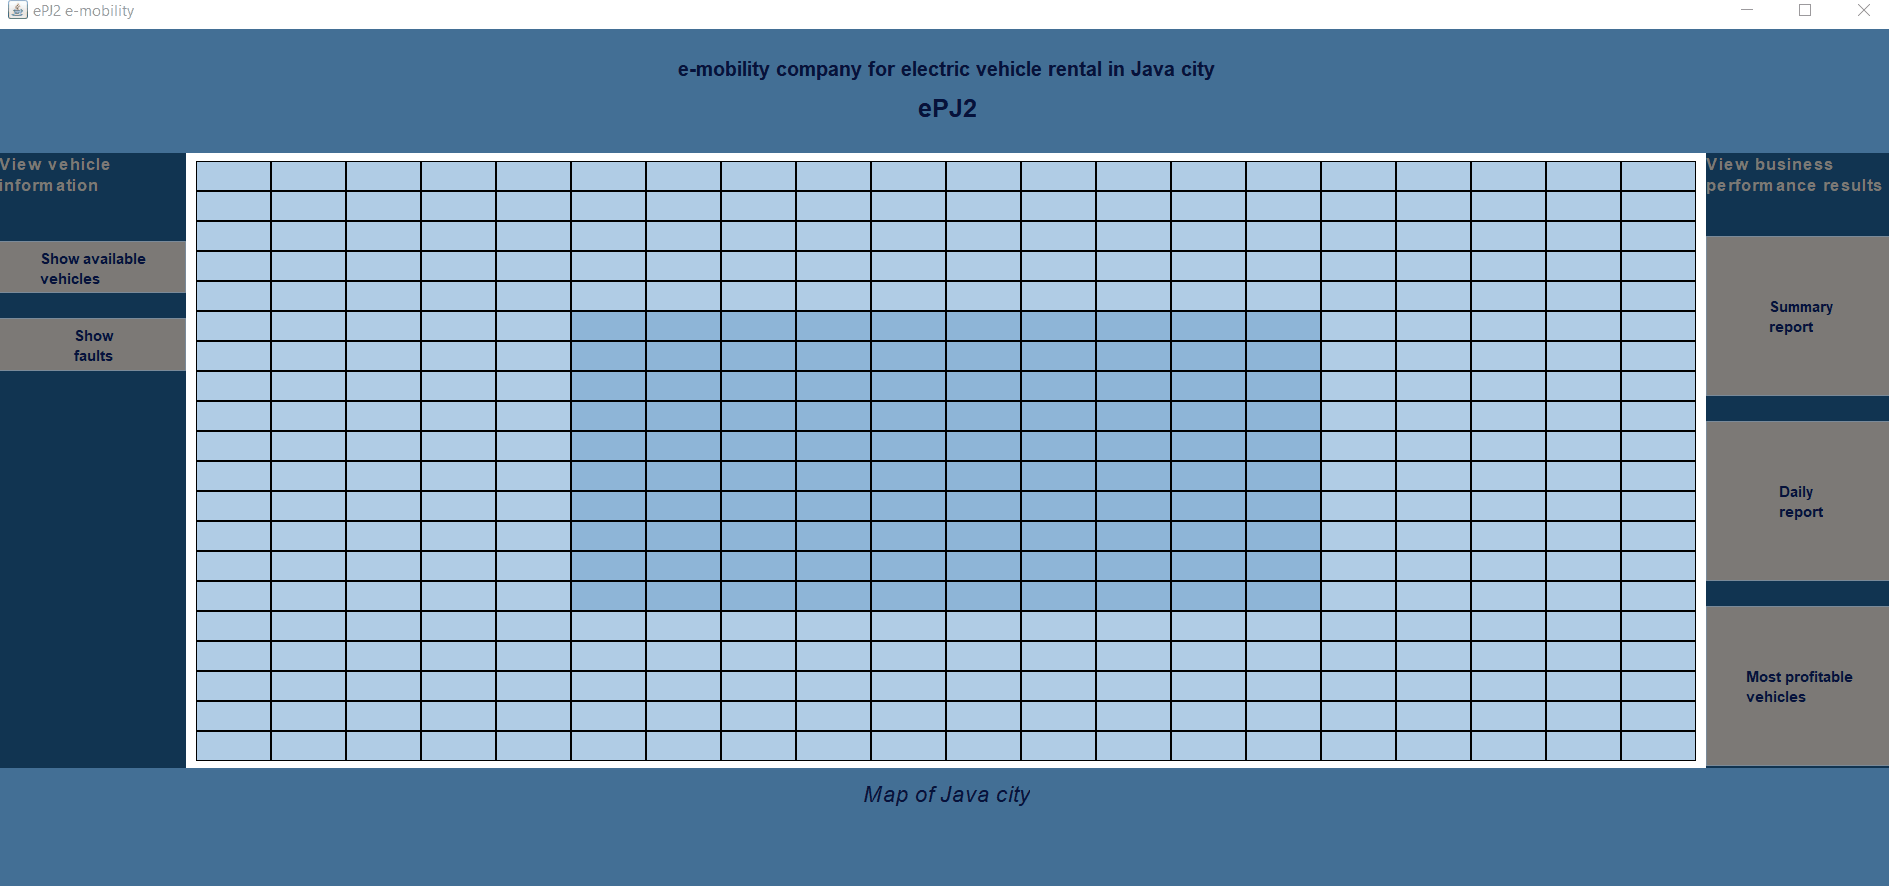 ePJ2 e-mobility
e-mobility company for electric vehicle rental in Java city
ePJ2
View vehicle
information
Show available
vehicles
Show
faults
View business
performance results
Summary
report
Daily
report
Most profitable
vehicles
Map of Java city